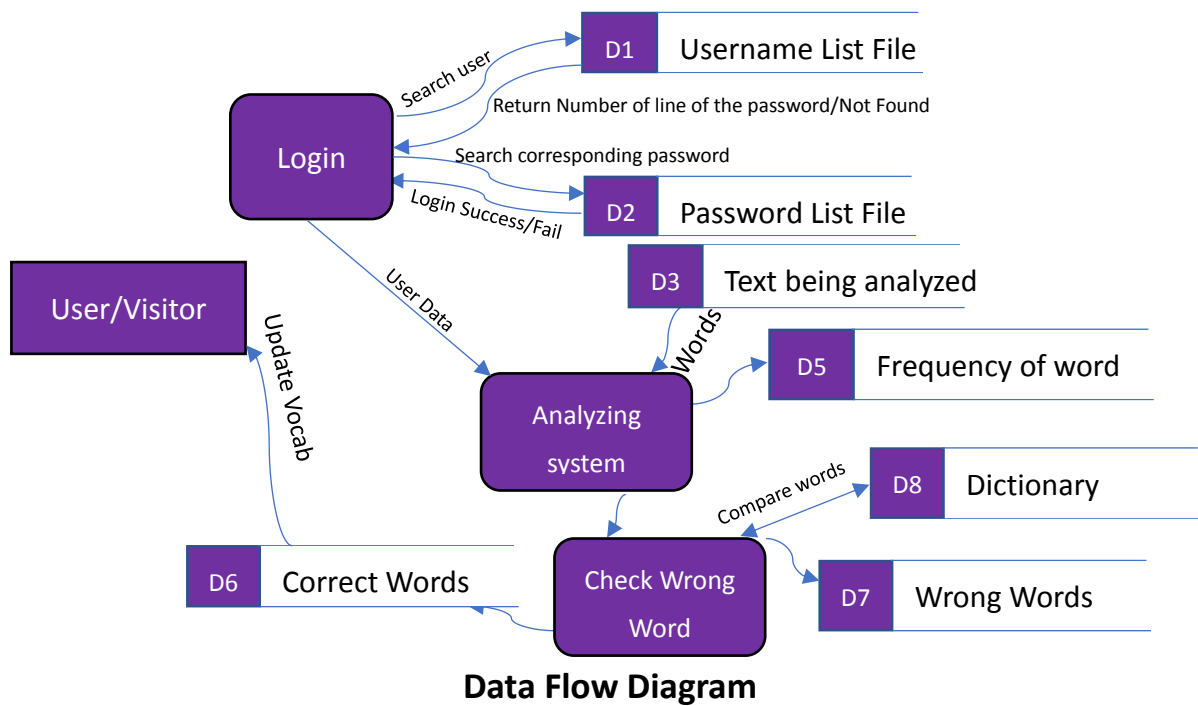 D1 Username List File
Search user
Return Number of line of the password/Not Found
Login
Search corresponding password
Login Success/Fail
D2 Password List File
D3 Text being analyzed
User/Visitor
User Data
Words
Update Vocab
D5 Frequency of word
Analyzing
system
Compare words
D8 Dictionary
D6 Correct Words
Check Wrong
Word
D7 Wrong Words
Data Flow Diagram